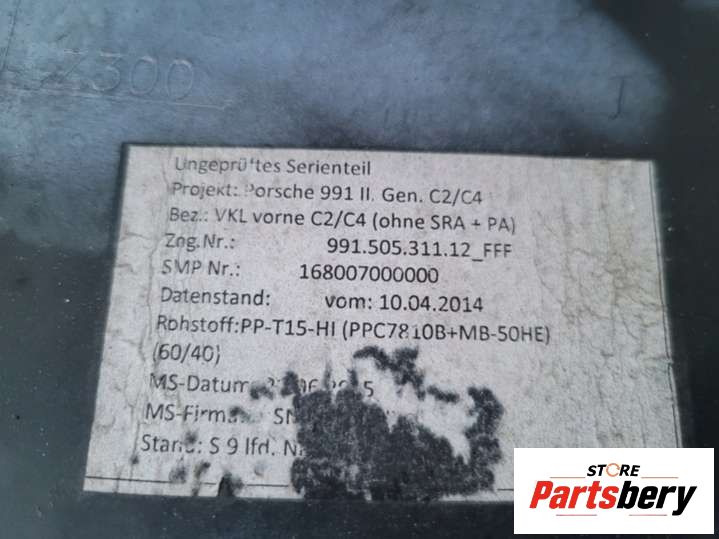 Z300
Ungeprüftes Serienteil
Projekt: Porsche 991 II. Gen. C2/C4
Bez.: VKL vorne C2/C4 (ohne SRA + PA)
Zng.Nr.: 991.505.311.12_FFF
SMP Nr.: 168007000000
Datenstand: vom: 10.04.2014
Rohstoff:PP-T15-HI (PPC7810B+MB-50HE)
(60/40)
MS-Datum
MS-Firma
Stand: S 9 lfd.
STORE
Partsbery